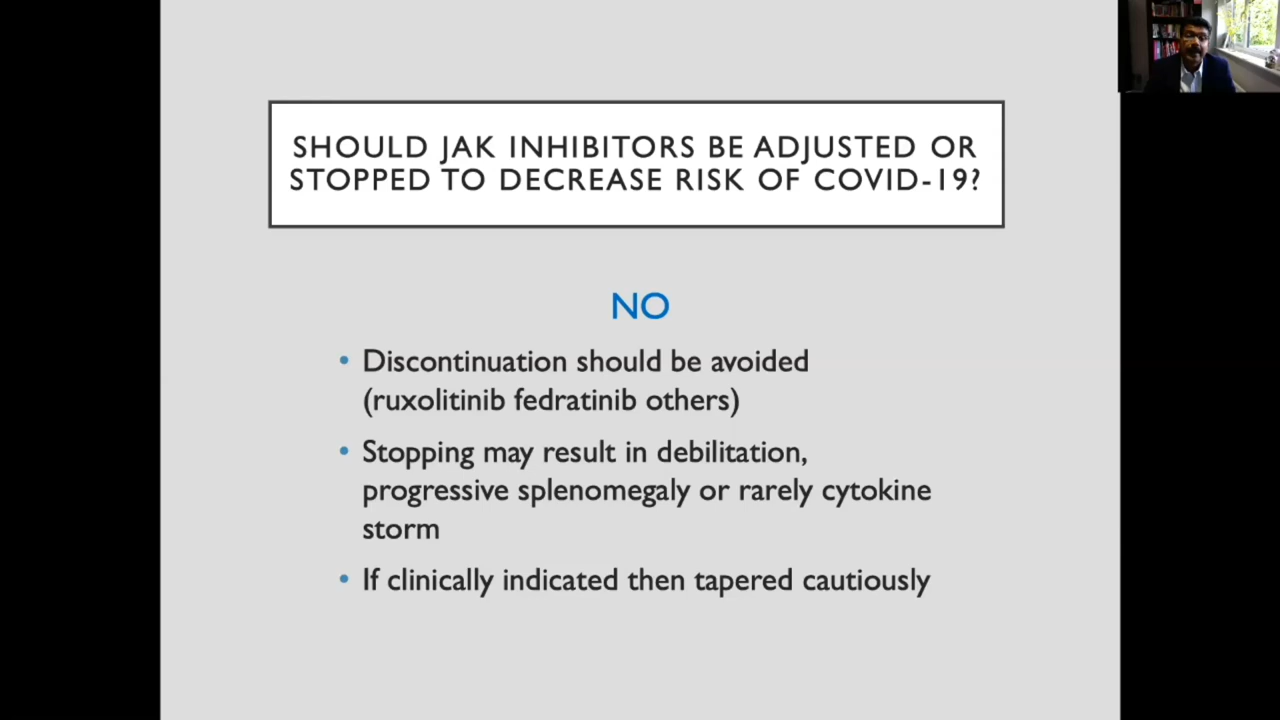 SHOULD JAK INHIBITORS BE ADJUSTED OR
STOPPED TO DECREASE RISK OF COVID-19?
NO
• Discontinuation should be avoided
(ruxolitinib fedratinib others)
• Stopping may result in debilitation,
progressive splenomegaly or rarely cytokine
storm
• If clinically indicated then tapered cautiously